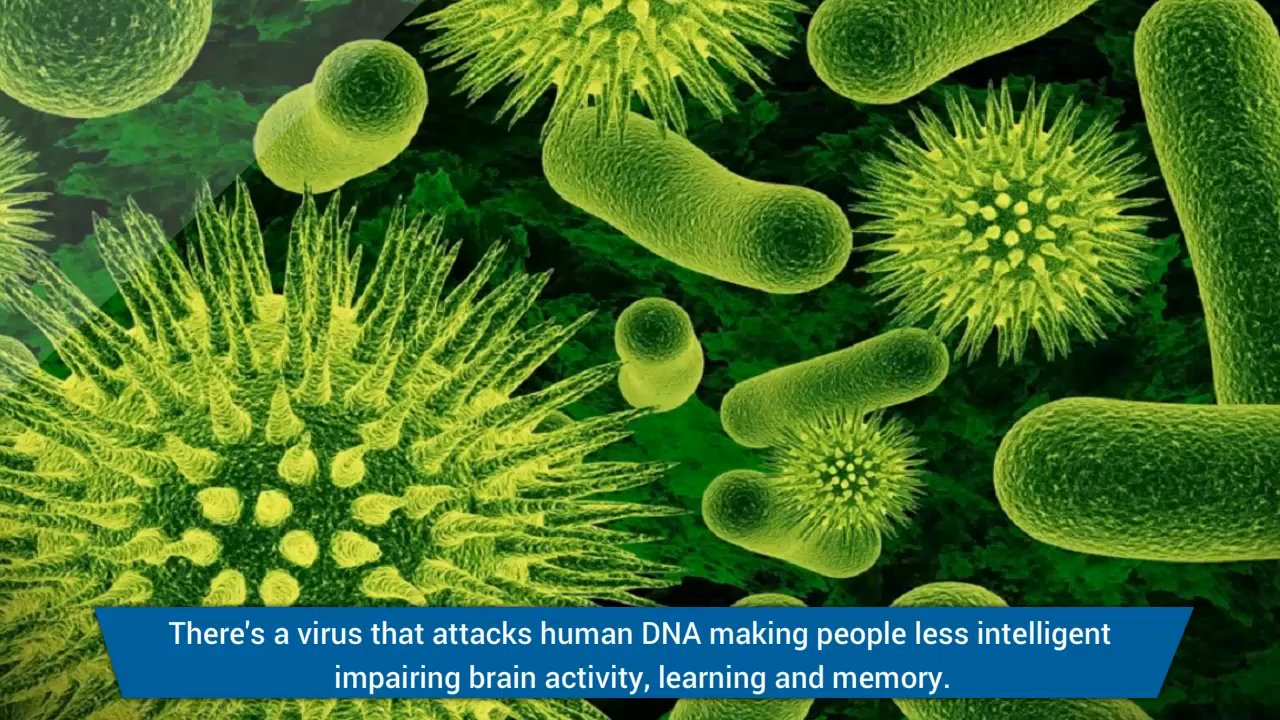 There's a virus that attacks human DNA making people less intelligent
impairing brain activity, learning and memory.